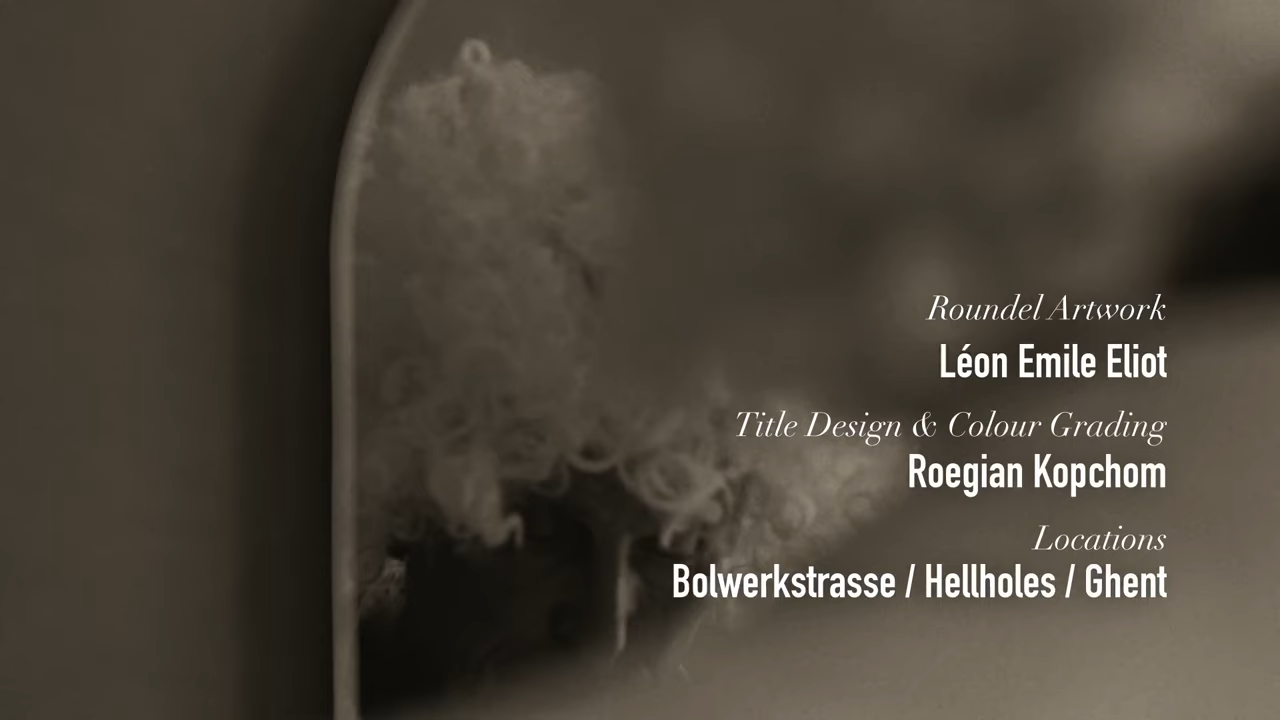 Roundel Artwork
Léon Emile Eliot
Title Design & Colour Grading
Roegian Kopchom
Locations
Bolwerkstrasse / Hellholes / Ghent